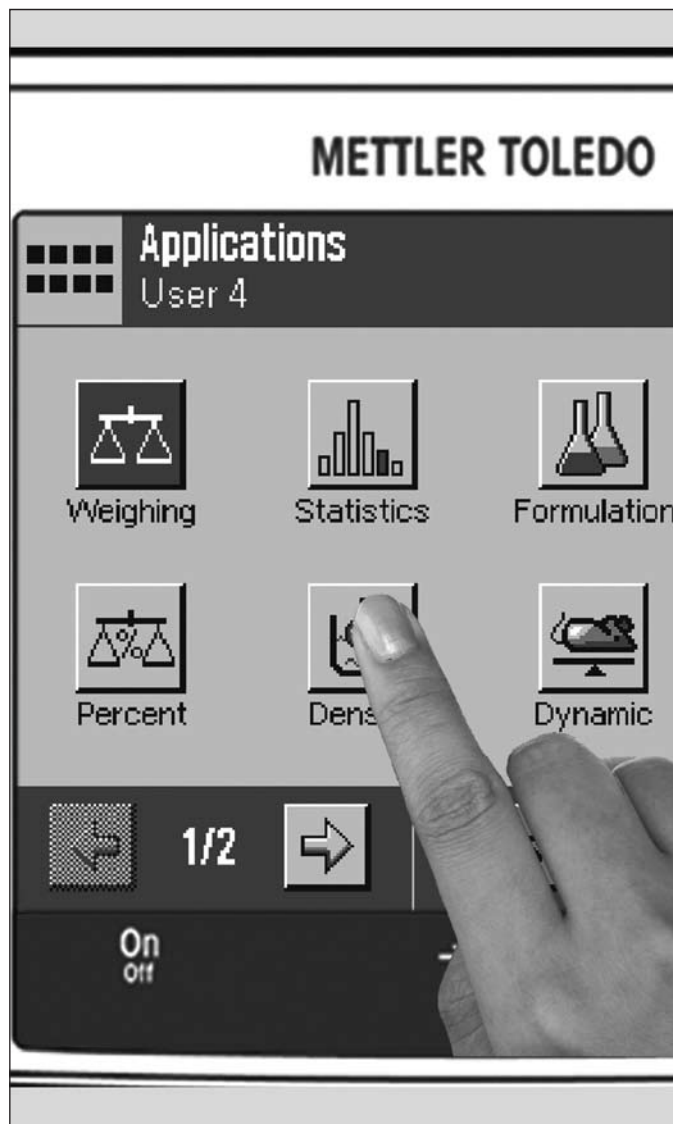 METTLER TOLEDO
Applications
User 4
Weighing
Statistics
Formulation
Percent
Dynamic
1/2
On
Off